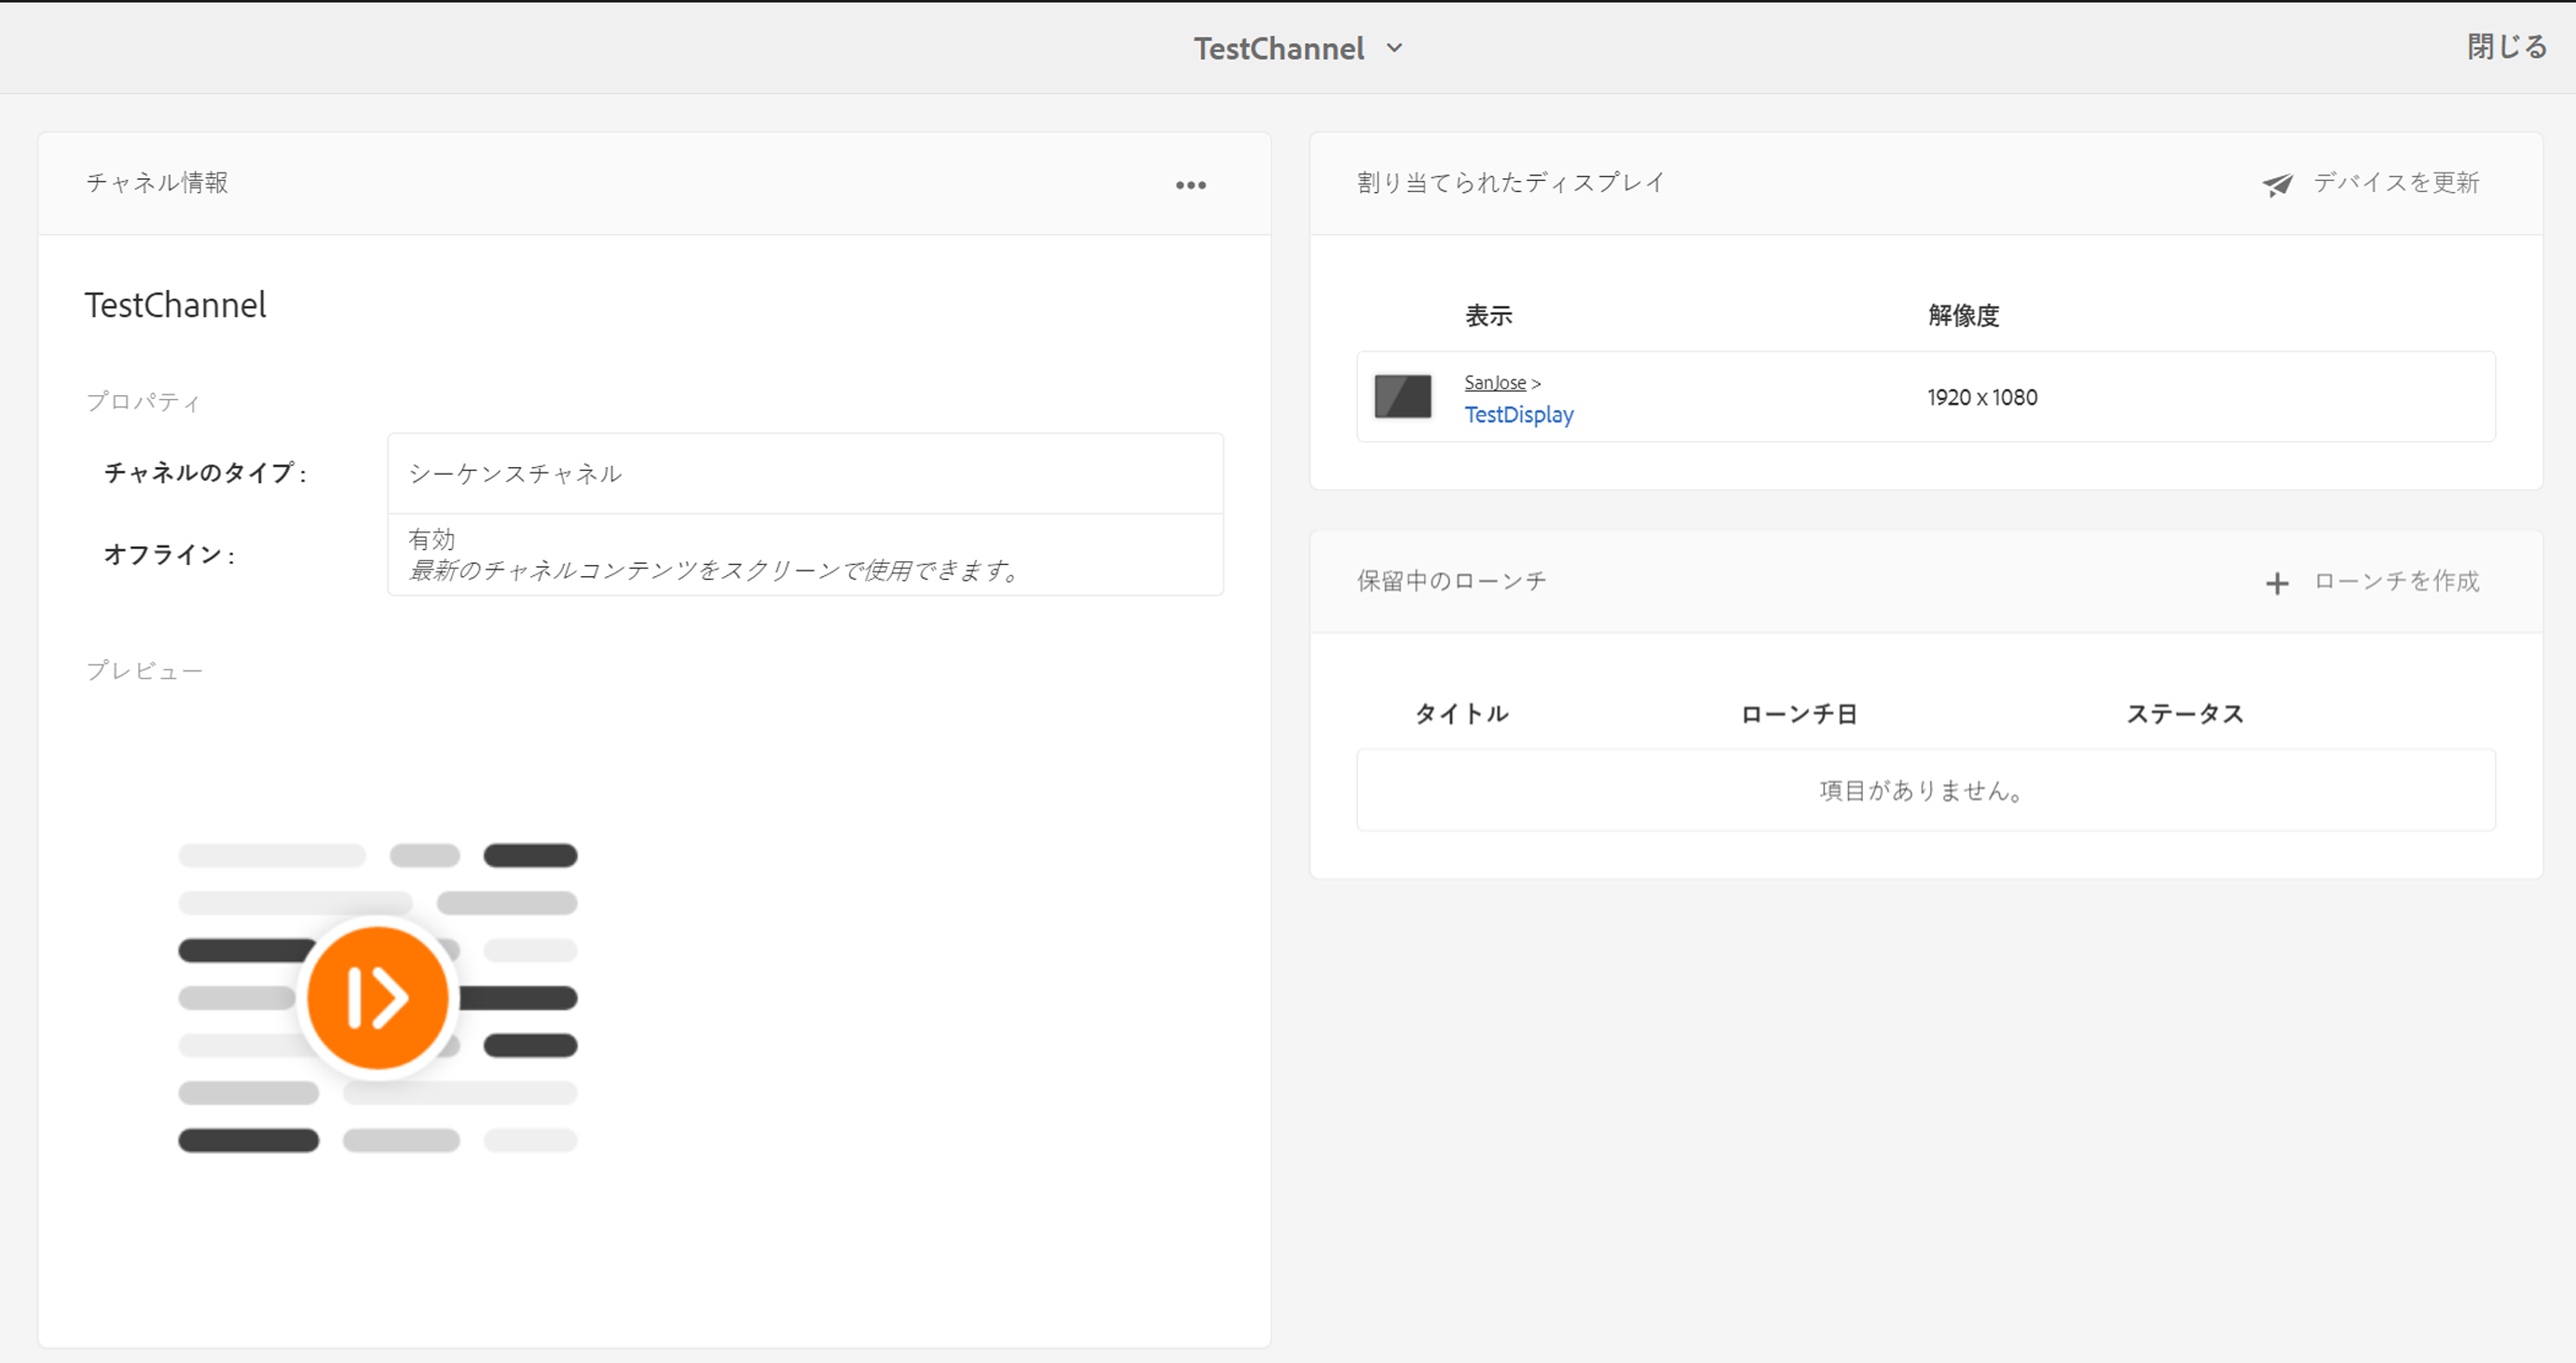 TestChannel
閉じる
チャネル情報
TestChannel
プロパティ
チャネルのタイプ :
シーケンスチャネル
オフライン :
有効
最新のチャネルコンテンツをスクリーンで使用できます。
プレビュー
割り当てられたディスプレイ
デバイスを更新
表示
解像度
SanJose >
TestDisplay
1920 x 1080
保留中のローンチ
ローンチを作成
タイトル
ローンチ日
ステータス
項目がありません。